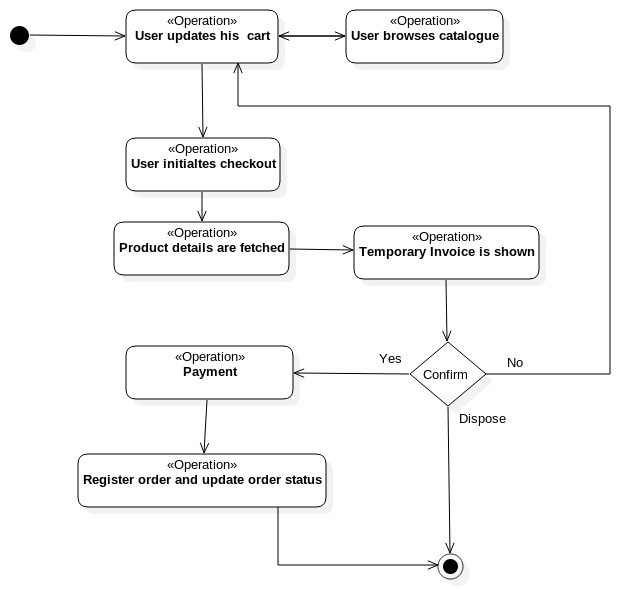 «Operation»
User updates his  cart
«Operation»
User browses catalogue
«Operation»
User initialtes checkout
«Operation»
Product details are fetched
«Operation»
Temporary Invoice is shown
«Operation»
Payment
Yes
Confirm
No
Dispose
«Operation»
Register order and update order status